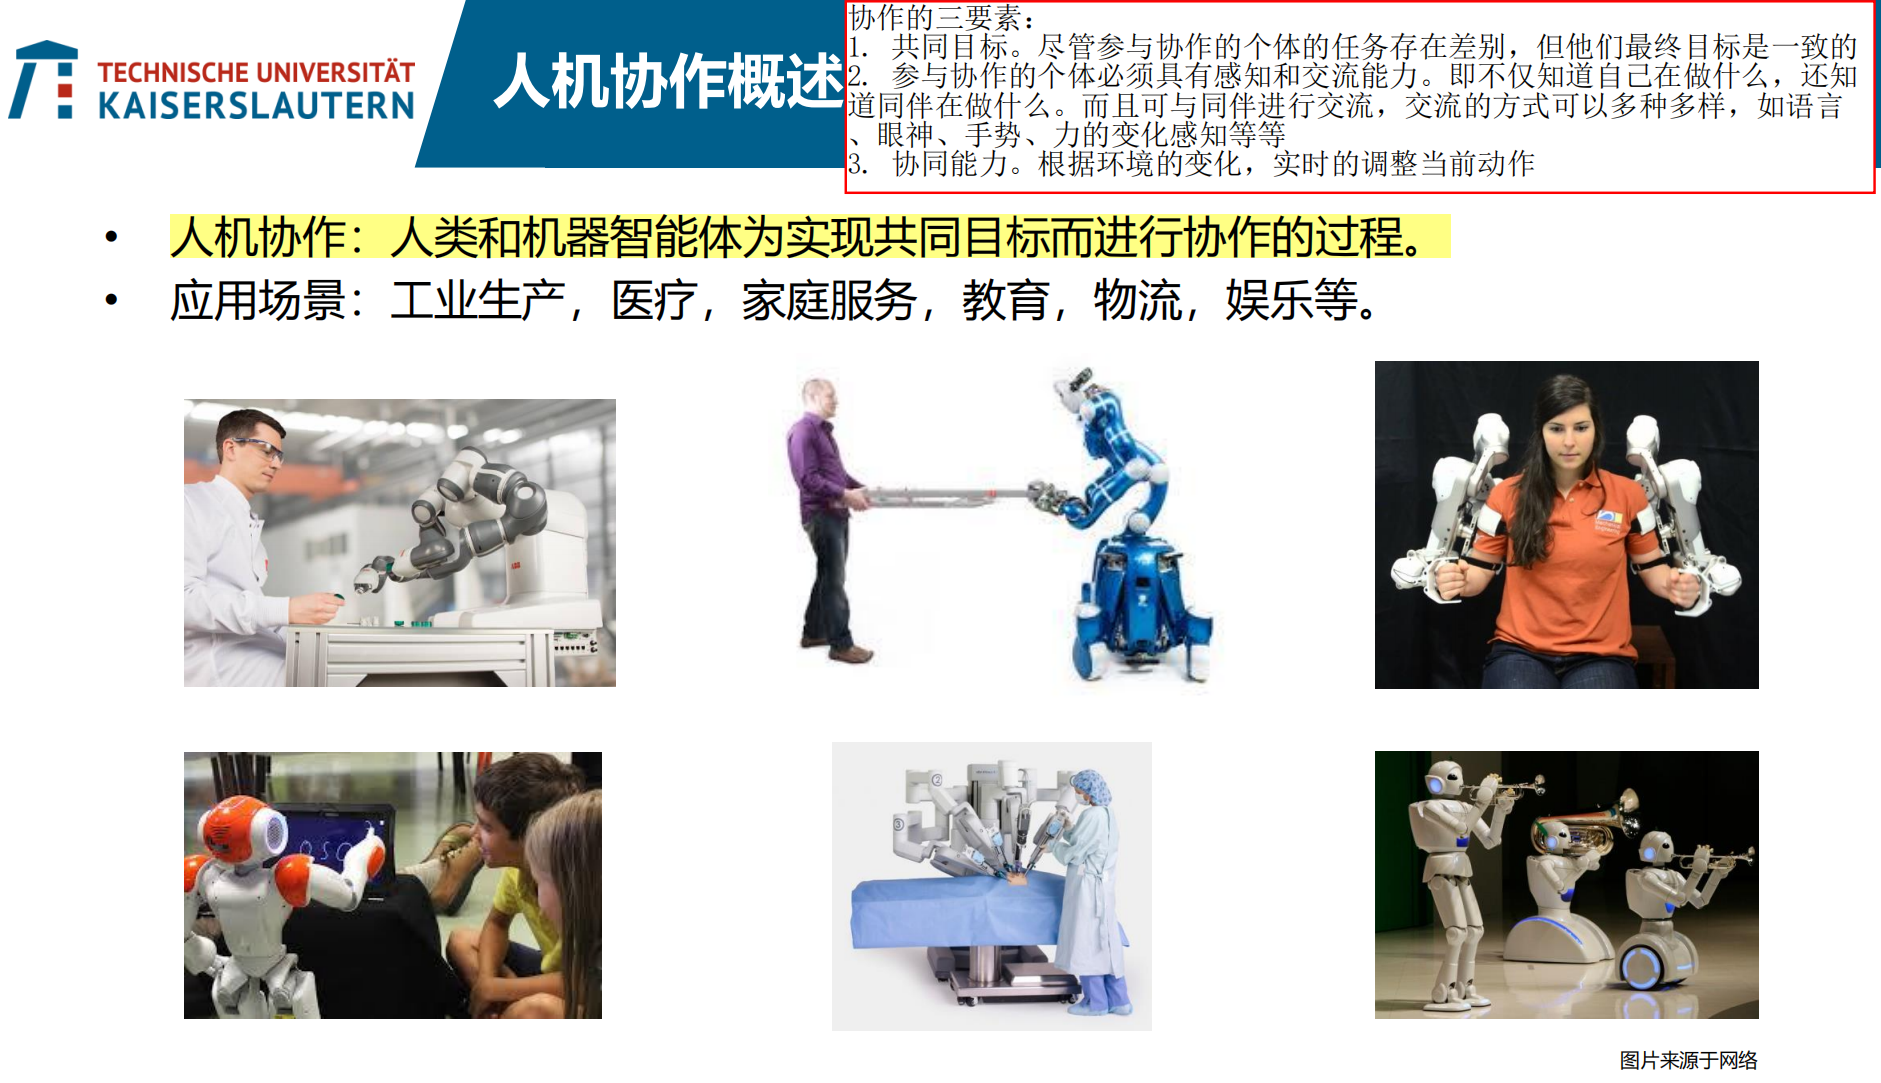 TECHNISCHE UNIVERSITÄT
KAISERSLAUTERN
人机协作概述
协作的三要素：
1. 共同目标。尽管参与协作的个体的任务存在差别，但他们最终目标是一致的
2. 参与协作的个体必须具有感知和交流能力。即不仅知道自己在做什么，还知
道同伴在做什么。而且可与同伴进行交流，交流的方式可以多种多样，如语言
、眼神、手势、力的变化感知等等
3. 协同能力。根据环境的变化，实时的调整当前动作
• 人机协作：人类和机器智能体为实现共同目标而进行协作的过程。
• 应用场景：工业生产，医疗，家庭服务，教育，物流，娱乐等。
ABB
2
3
图片来源于网络